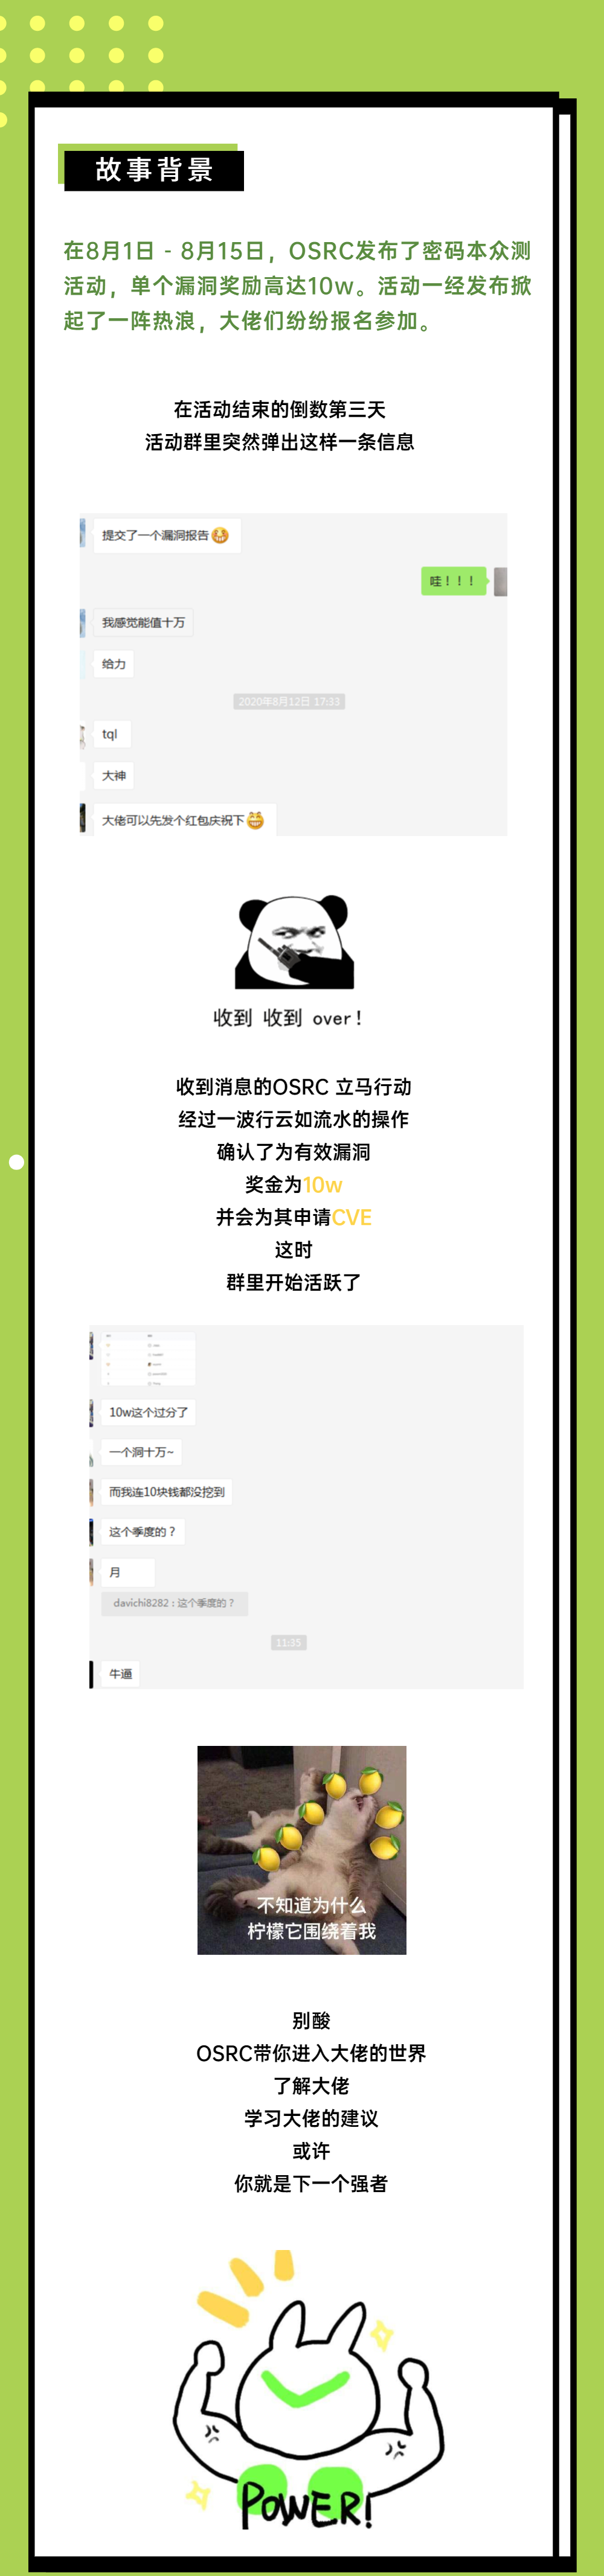 故事背景
在8月1日 - 8月15日，OSRC发布了密码本众测
活动，单个漏洞奖励高达10w。活动一经发布掀
起了一阵热浪，大佬们纷纷报名参加。
在活动结束的倒数第三天
活动群里突然弹出这样一条信息
提交了一个漏洞报告
哇！！！
我感觉能值十万
给力
2020年8月12日 17:33
tql
大神
大佬可以先发个红包庆祝下
收到 收到 over！
收到消息的OSRC 立马行动
经过一波行云如流水的操作
确认了为有效漏洞
奖金为10w
并会为其申请CVE
这时
群里开始活跃了
10w这个过分了
一个洞十万~
而我连10块钱都没挖到
这个季度的？
月
davichi8282：这个季度的？
11:35
牛逼
不知道为什么
柠檬它围绕着我
别酸
OSRC带你进入大佬的世界
了解大佬
学习大佬的建议
或许
你就是下一个强者
POWER!